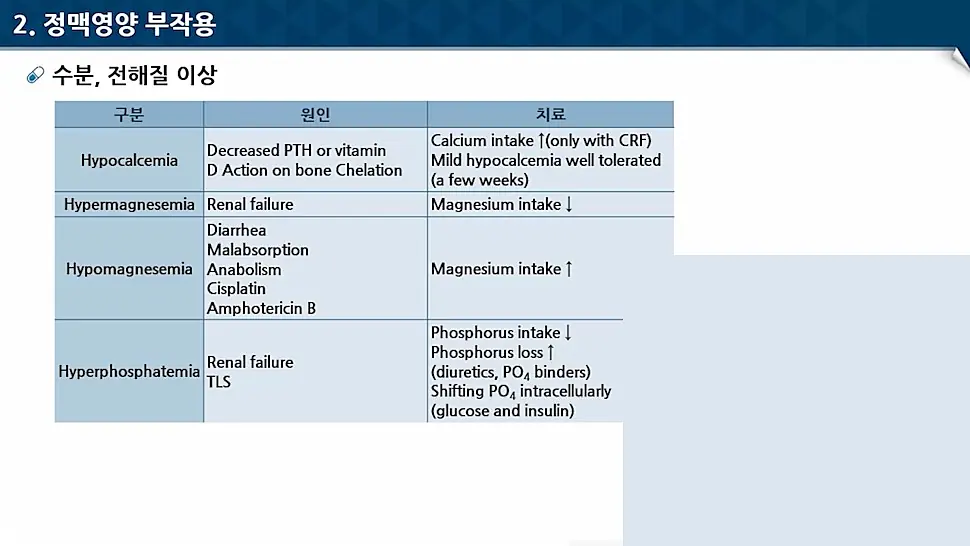 2. 정맥영양 부작용
수분, 전해질 이상
구분 원인 치료
Hypocalcemia
Decreased PTH or vitamin
D Action on bone Chelation
Calcium intake ↑(only with CRF)
Mild hypocalcemia well tolerated
(a few weeks)
Hypermagnesemia
Renal failure
Magnesium intake ↓
Hypomagnesemia
Diarrhea
Malabsorption
Anabolism
Cisplatin
Amphotericin B
Magnesium intake ↑
Hyperphosphatemia
Renal failure
TLS
Phosphorus intake ↓
Phosphorus loss ↑
(diuretics, PO₄ binders)
Shifting PO₄ intracellularly
(glucose and insulin)